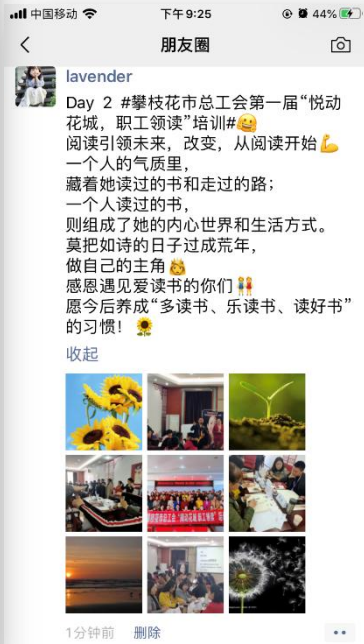 中国移动
下午9:25
44%
朋友圈
lavender
Day 2 #攀枝花市总工会第一届“悦动
花城，职工领读”培训#
阅读引领未来，改变，从阅读开始
一个人的气质里，
藏着她读过的书和走过的路；
一个人读过的书，
则组成了她的内心世界和生活方式。
莫把如诗的日子过成荒年，
做自己的主角
感恩遇见爱读书的你们
愿今后养成“多读书、乐读书、读好书”
的习惯！
收起
1分钟前
删除